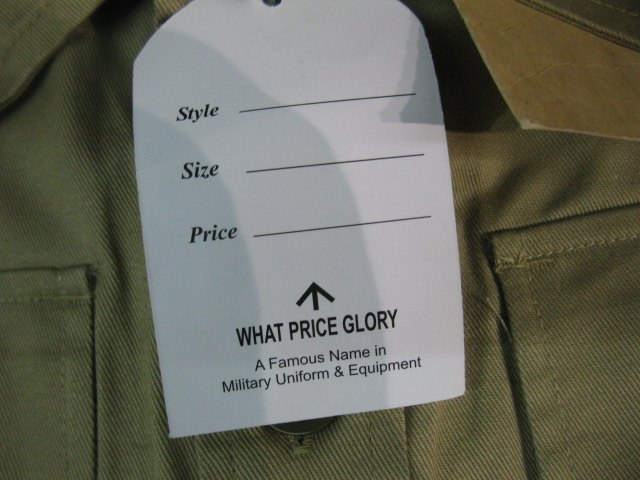 Style
Size
Price
WHAT PRICE GLORY
A Famous Name in
Military Uniform & Equipment